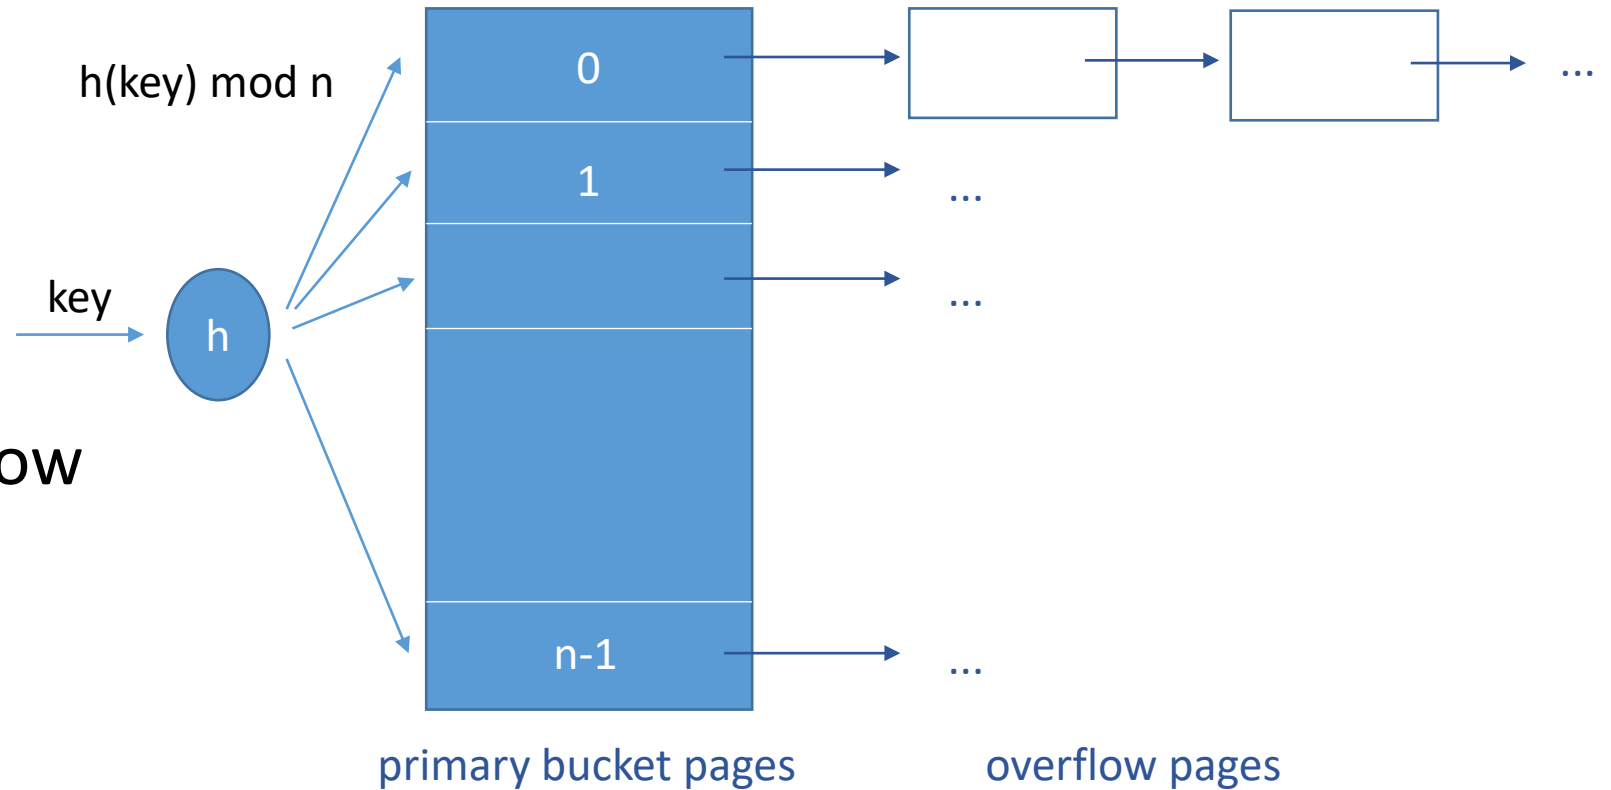 h(key) mod n
0
...
1
...
key
...
h
ow
n-1
...
primary bucket pages
overflow pages